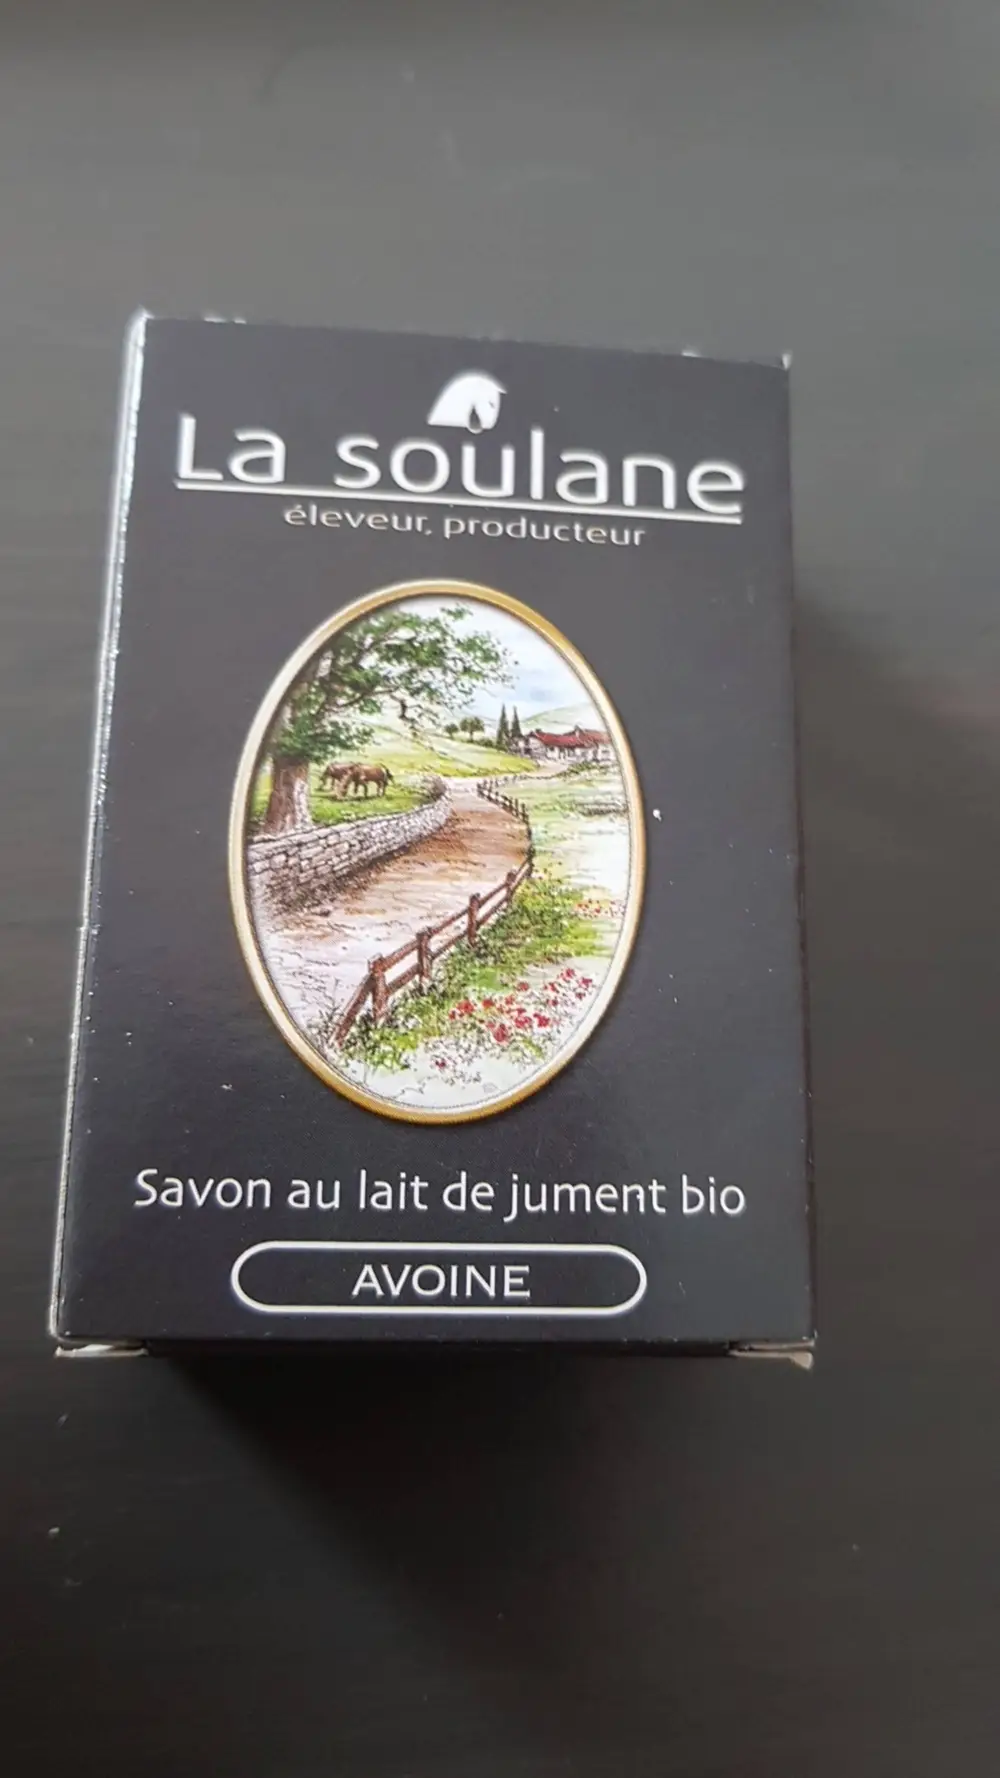 La soulane
éleveur, producteur
Savon au lait de jument bio
AVOINE